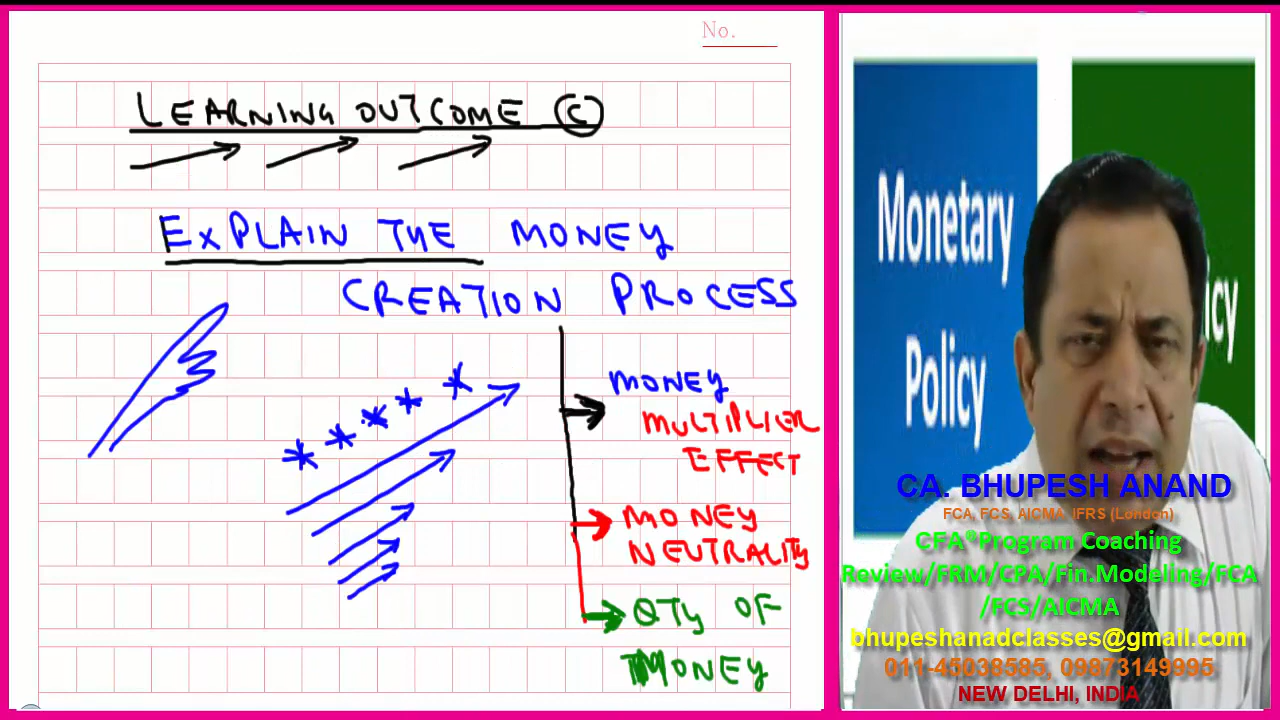 No.
LEARNING OUTCOME (C)
EXPLAIN THE MONEY
CREATION PROCESS
MONEY
MULTIPLIER
EFFECT
MONEY
NEUTRALITY
QTY OF
MONEY
Monetary
Policy
icy
CA. BHUPESH ANAND
FCA, FCS, AICMA, IFRS (London)
CFA®Program Coaching
Review/FRM/CPA/Fin.Modeling/FCA
/FCS/AICMA
bhupeshanadclasses@gmail.com
011-45038585, 09873149995
NEW DELHI, INDIA